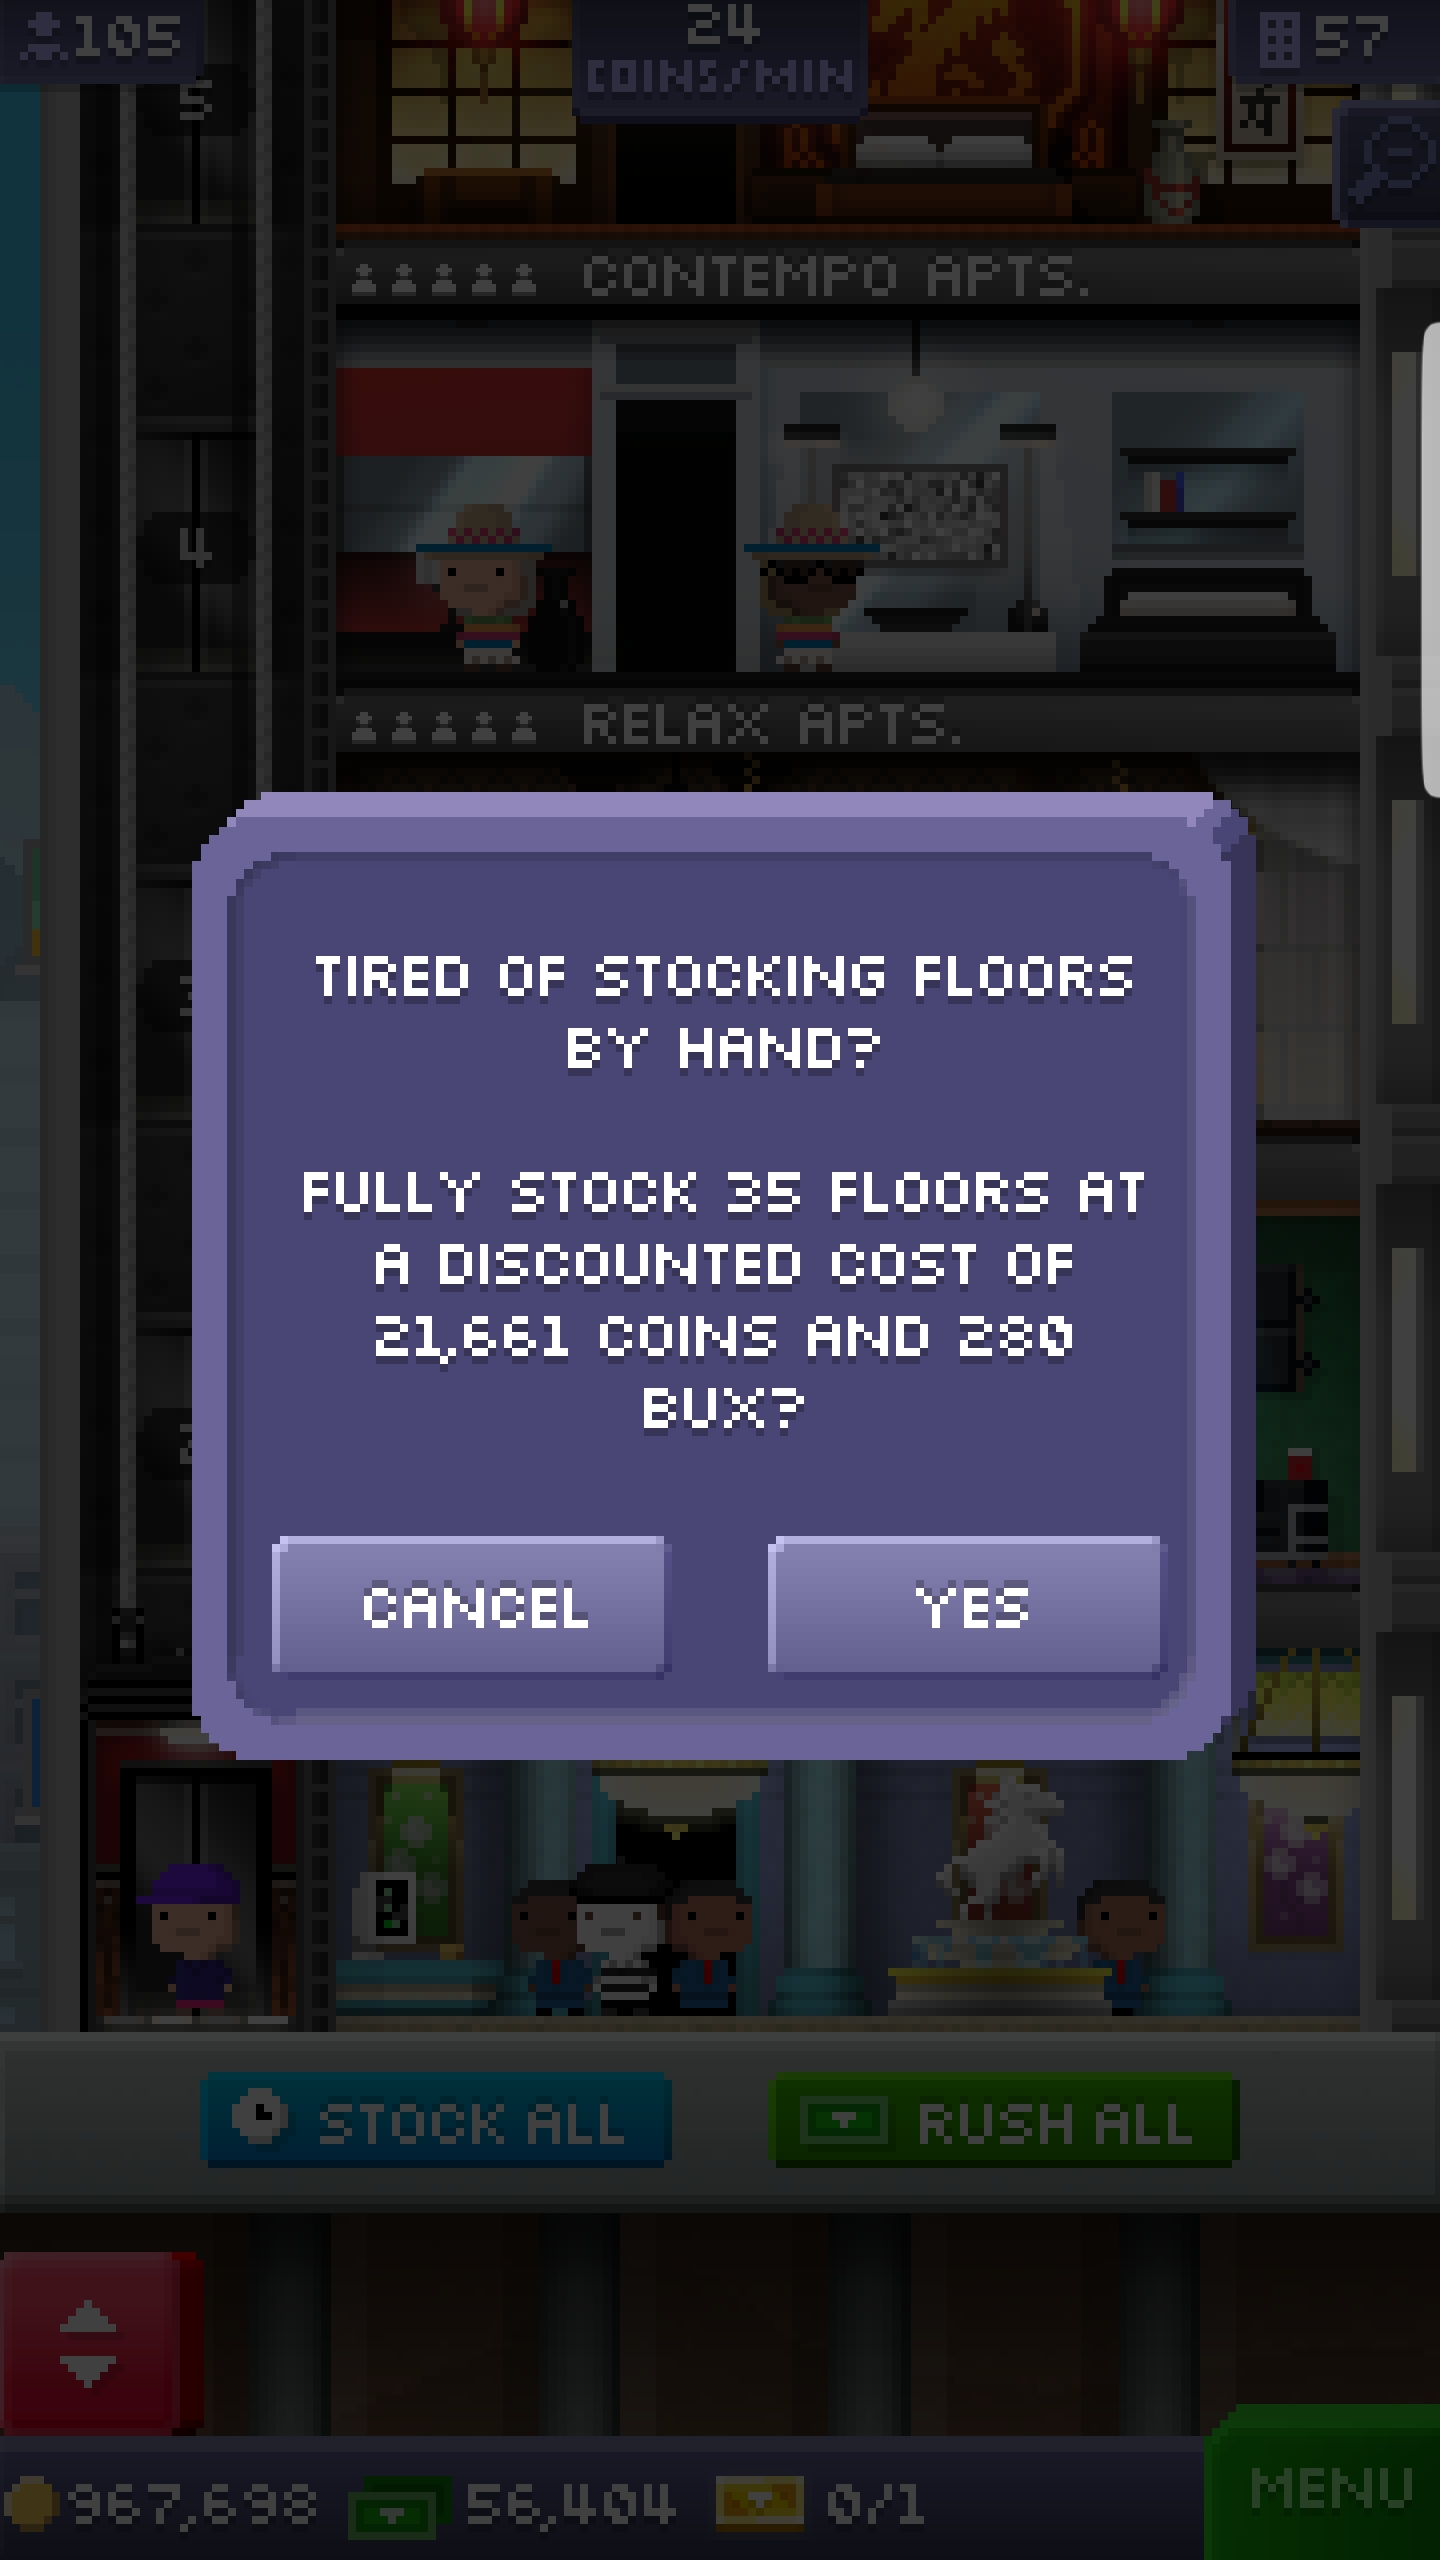 105
24
COINS/MIN
57
5
CONTEMPO APTS.
4
RELAX APTS.
TIRED OF STOCKING FLOORS
BY HAND?
FULLY STOCK 35 FLOORS AT
A DISCOUNTED COST OF
21,661 COINS AND 280
BUX?
CANCEL
YES
STOCK ALL
RUSH ALL
967,698
56,404
0/1
MENU